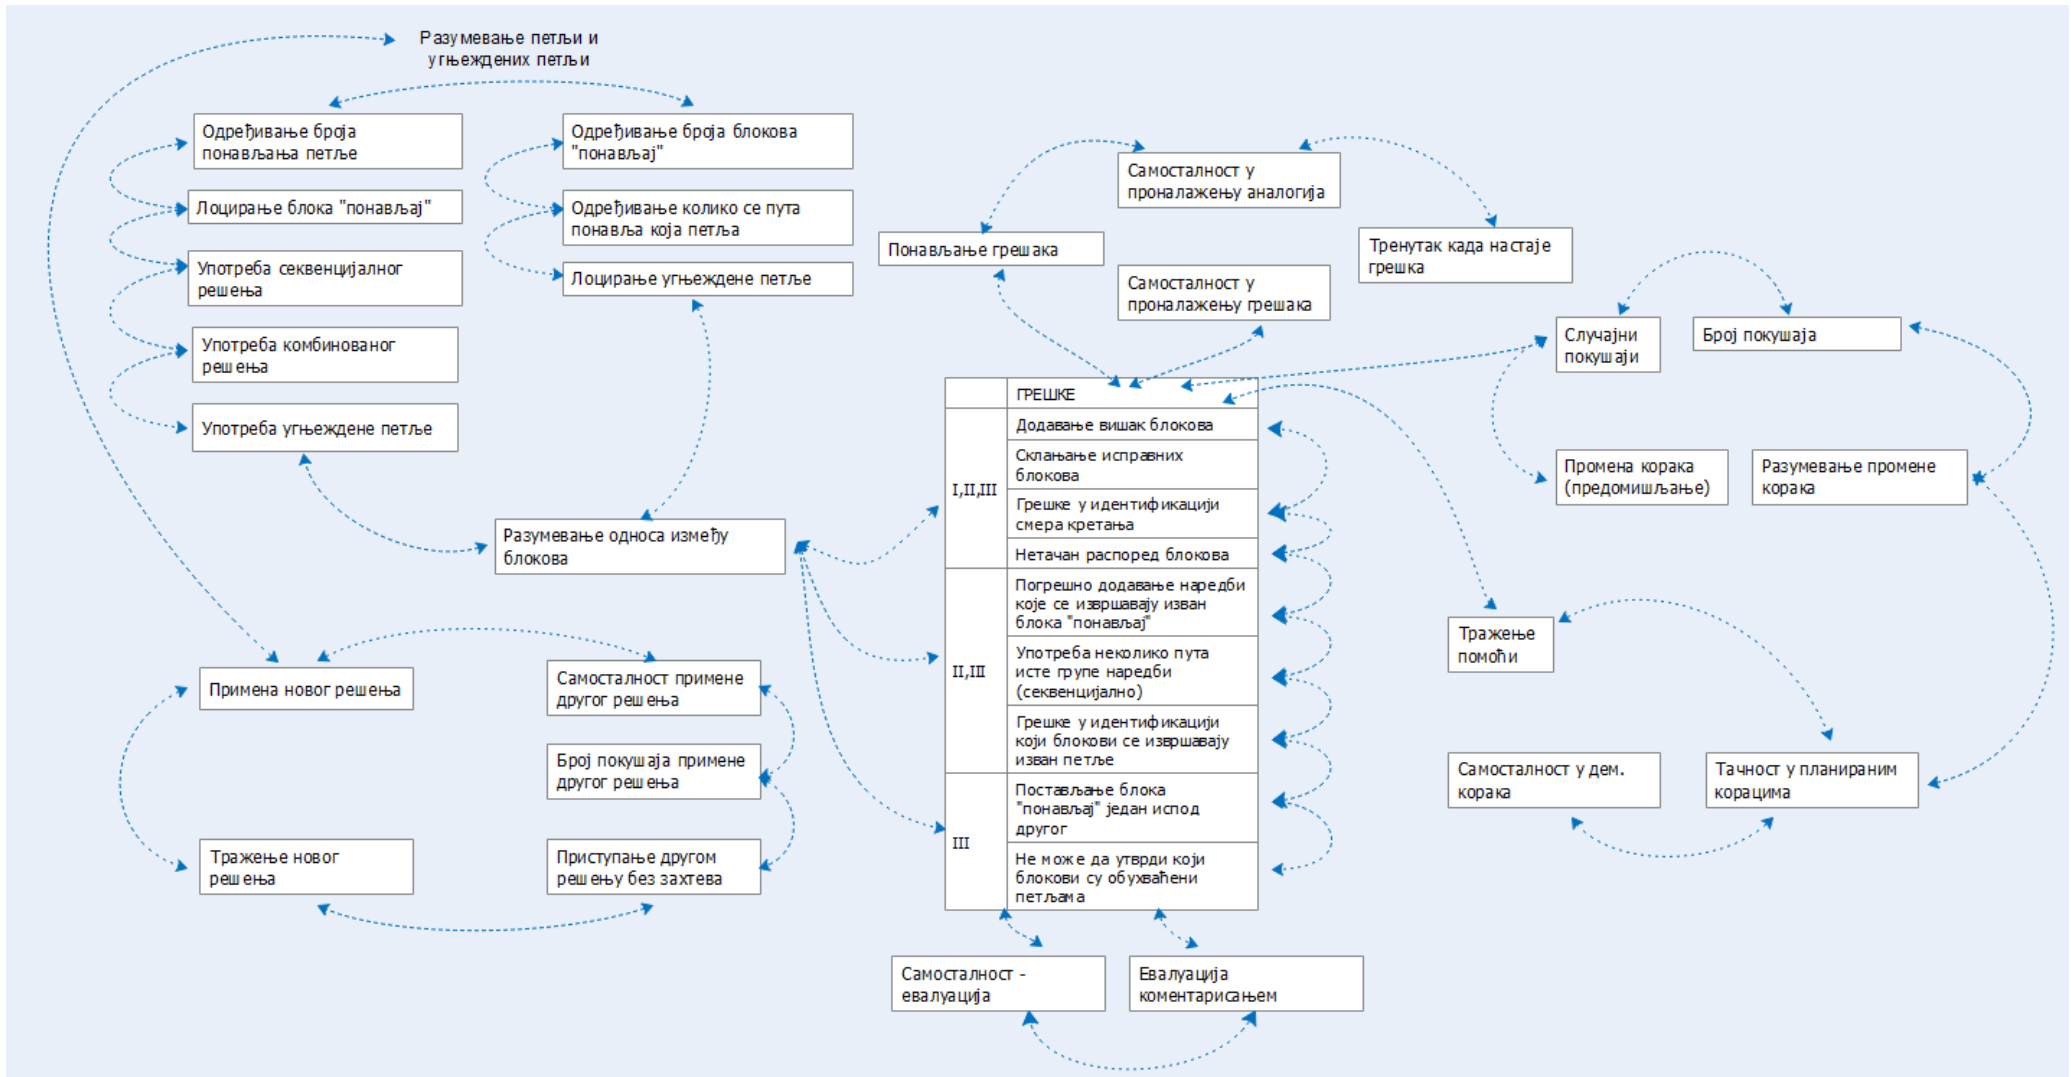 Разумевање петљи и
угњеждених петљи
Одређивање броја
понављања петље
Лоцирање блока "понављај"
Употреба секвенцијалног
решења
Употреба комбинованог
решења
Употреба угњеждене петље
Одређивање броја блокова
"понављај"
Одређивање колико се пута
понавља која петља
Лоцирање угњеждене петље
Разумевање односа између
блокова
Примена новог решења
Тражење новог
решења
Самосталност примене
другог решења
Број покушаја примене
другог решења
Приступање другом
решењу без захтева
Понављање грешака
Самосталност у
проналажењу аналогија
Самосталност у
проналажењу грешака
Тренутак када настаје
грешка
ГРЕШКЕ
I,II,III
Додавање вишак блокова
Склањање исправних
блокова
Грешке у идентификацији
смера кретања
Нетачан распоред блокова
II,III
Погрешно додавање наредби
које се извршавају изван
блока "понављај"
Употреба неколико пута
исте групе наредби
(секвенцијално)
Грешке у идентификацији
који блокови се извршавају
изван петље
III
Постављање блока
"понављај" један испод
другог
Не може да утврди који
блокови су обухваћени
петљама
Самосталност -
евалуација
Евалуација
коментарисањем
Случајни
покушаји
Број покушаја
Промена корака
(предомишљање)
Разумевање промене
корака
Тражење
помоћи
Самосталност у дем.
корака
Тачност у планираним
корацима